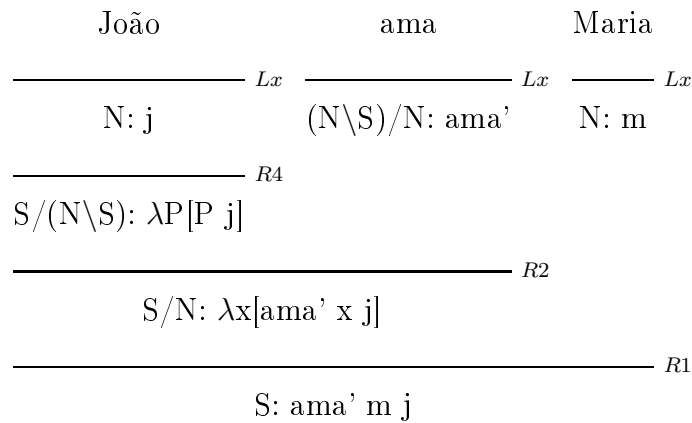 João ama Maria
Lx Lx Lx
N: j (N\S)/N: ama' N: m
R4
S/(N\S): λP[P j]
R2
S/N: λx[ama' x j]
R1
S: ama' m j